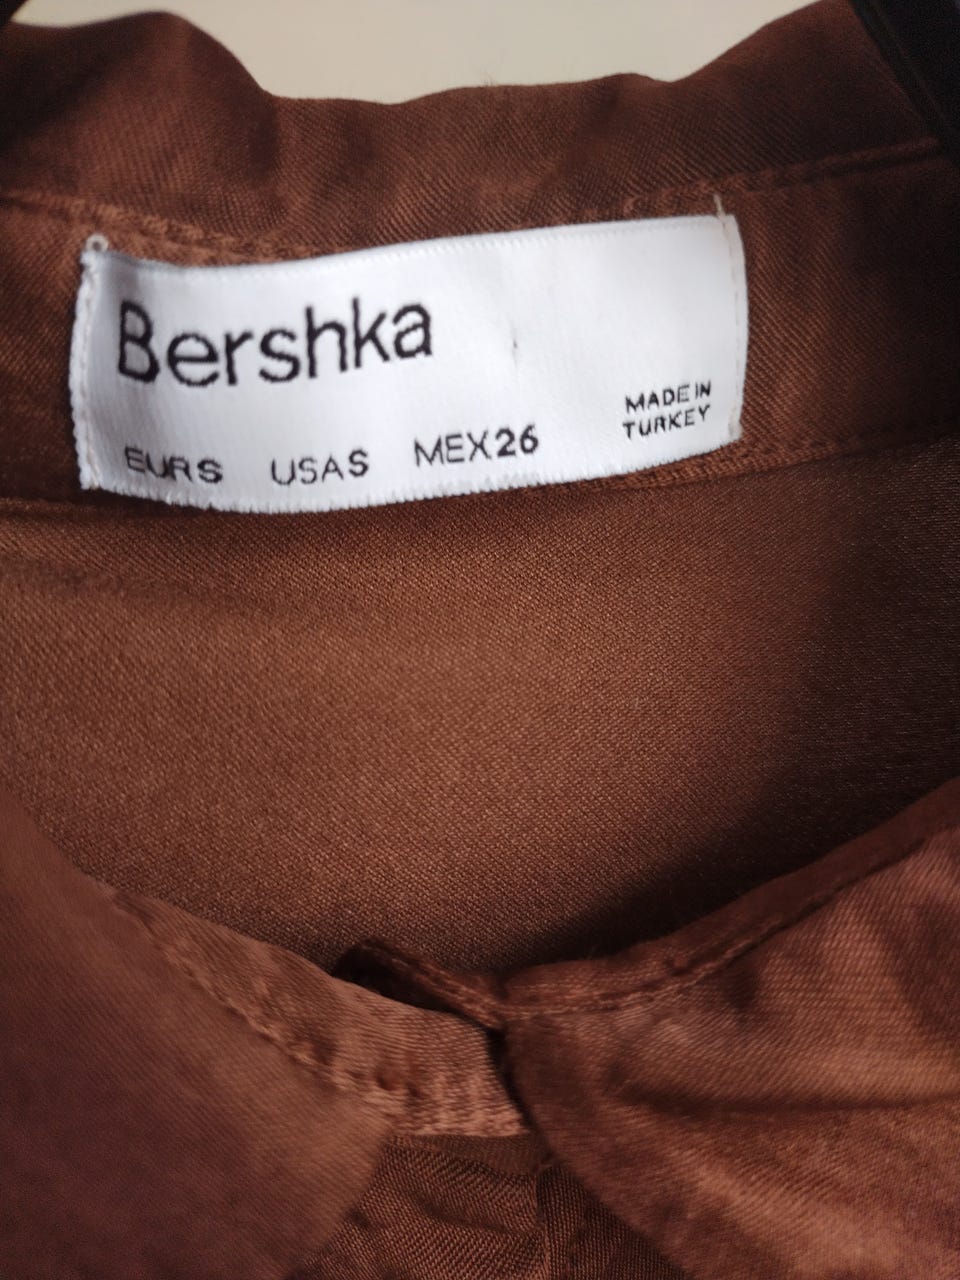 Bershka
EUR S USA S MEX 26
MADE IN
TURKEY